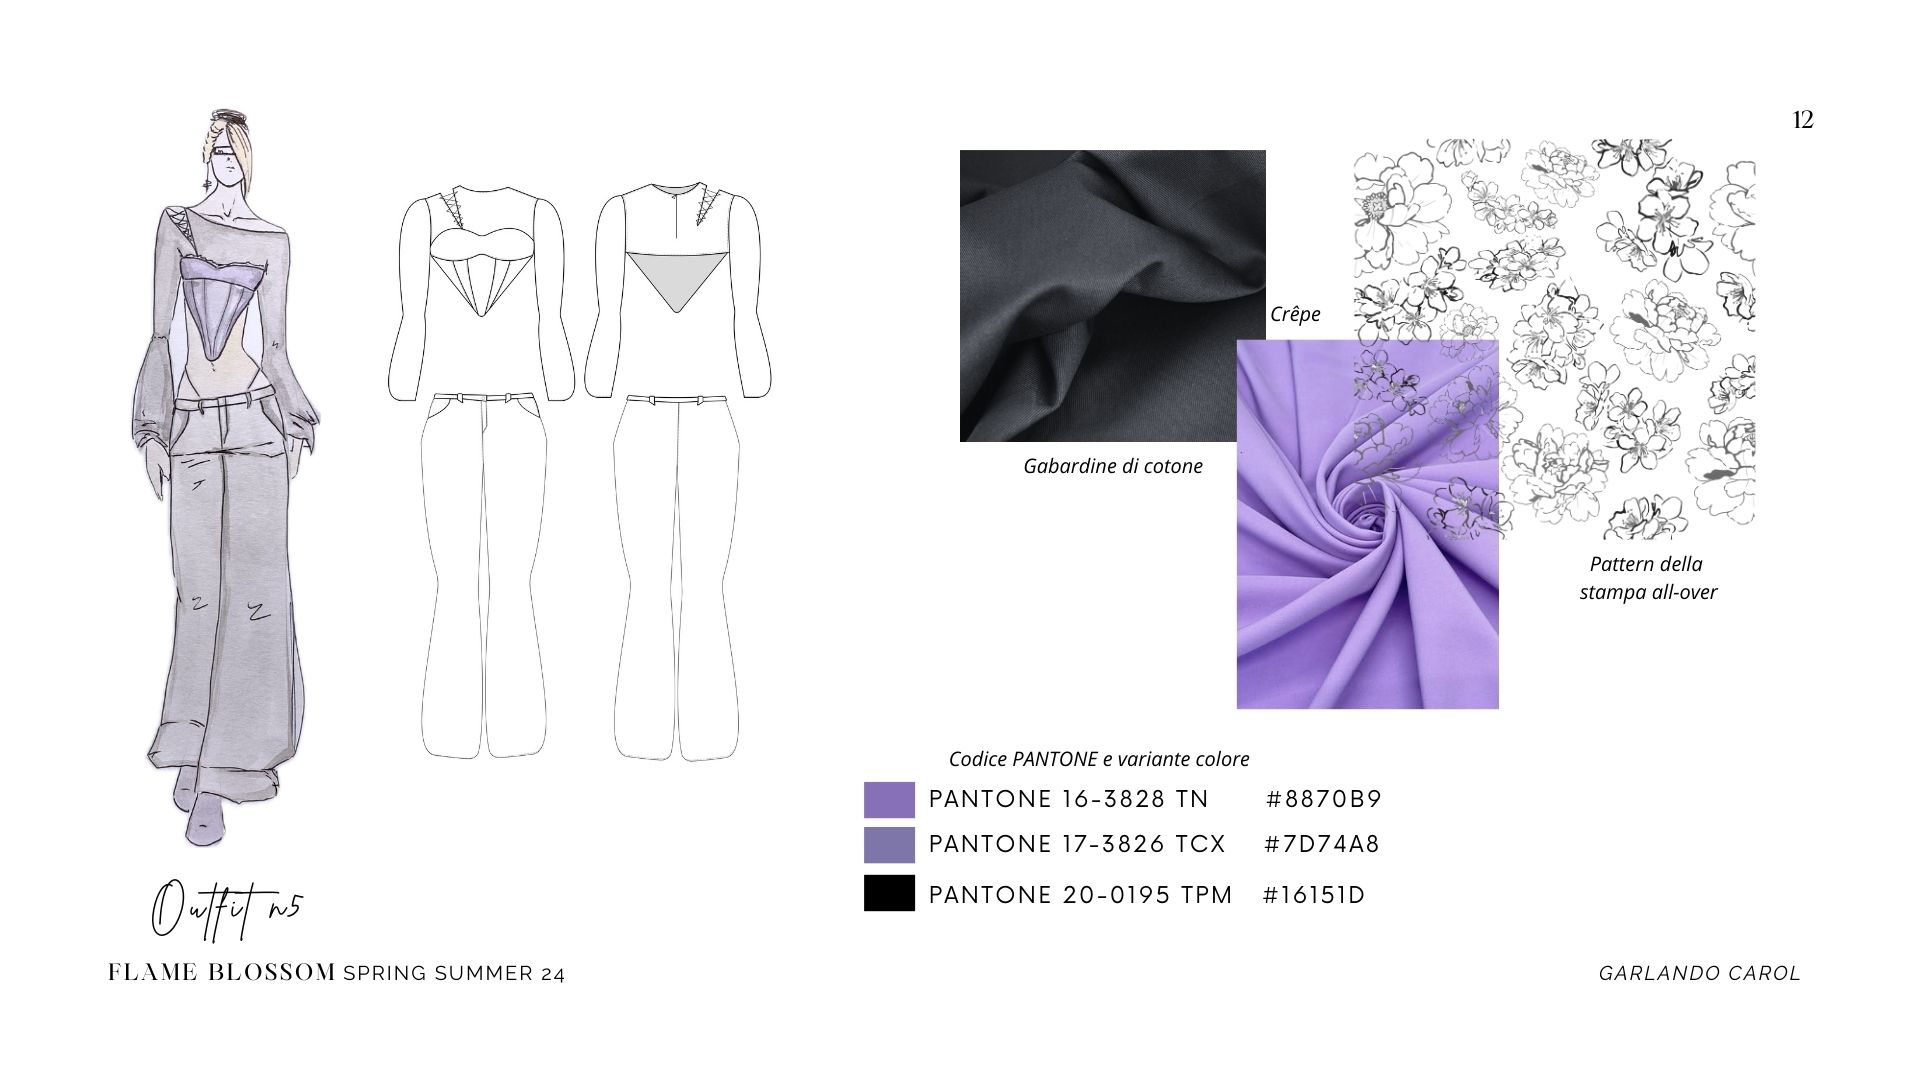 12
Crêpe
Gabardine di cotone
Pattern della
stampa all-over
Codice PANTONE e variante colore
PANTONE 16-3828 TN #8870B9
PANTONE 17-3826 TCX #7D74A8
PANTONE 20-0195 TPM #16151D
Outfit n5
FLAME BLOSSOM SPRING SUMMER 24
GARLANDO CAROL